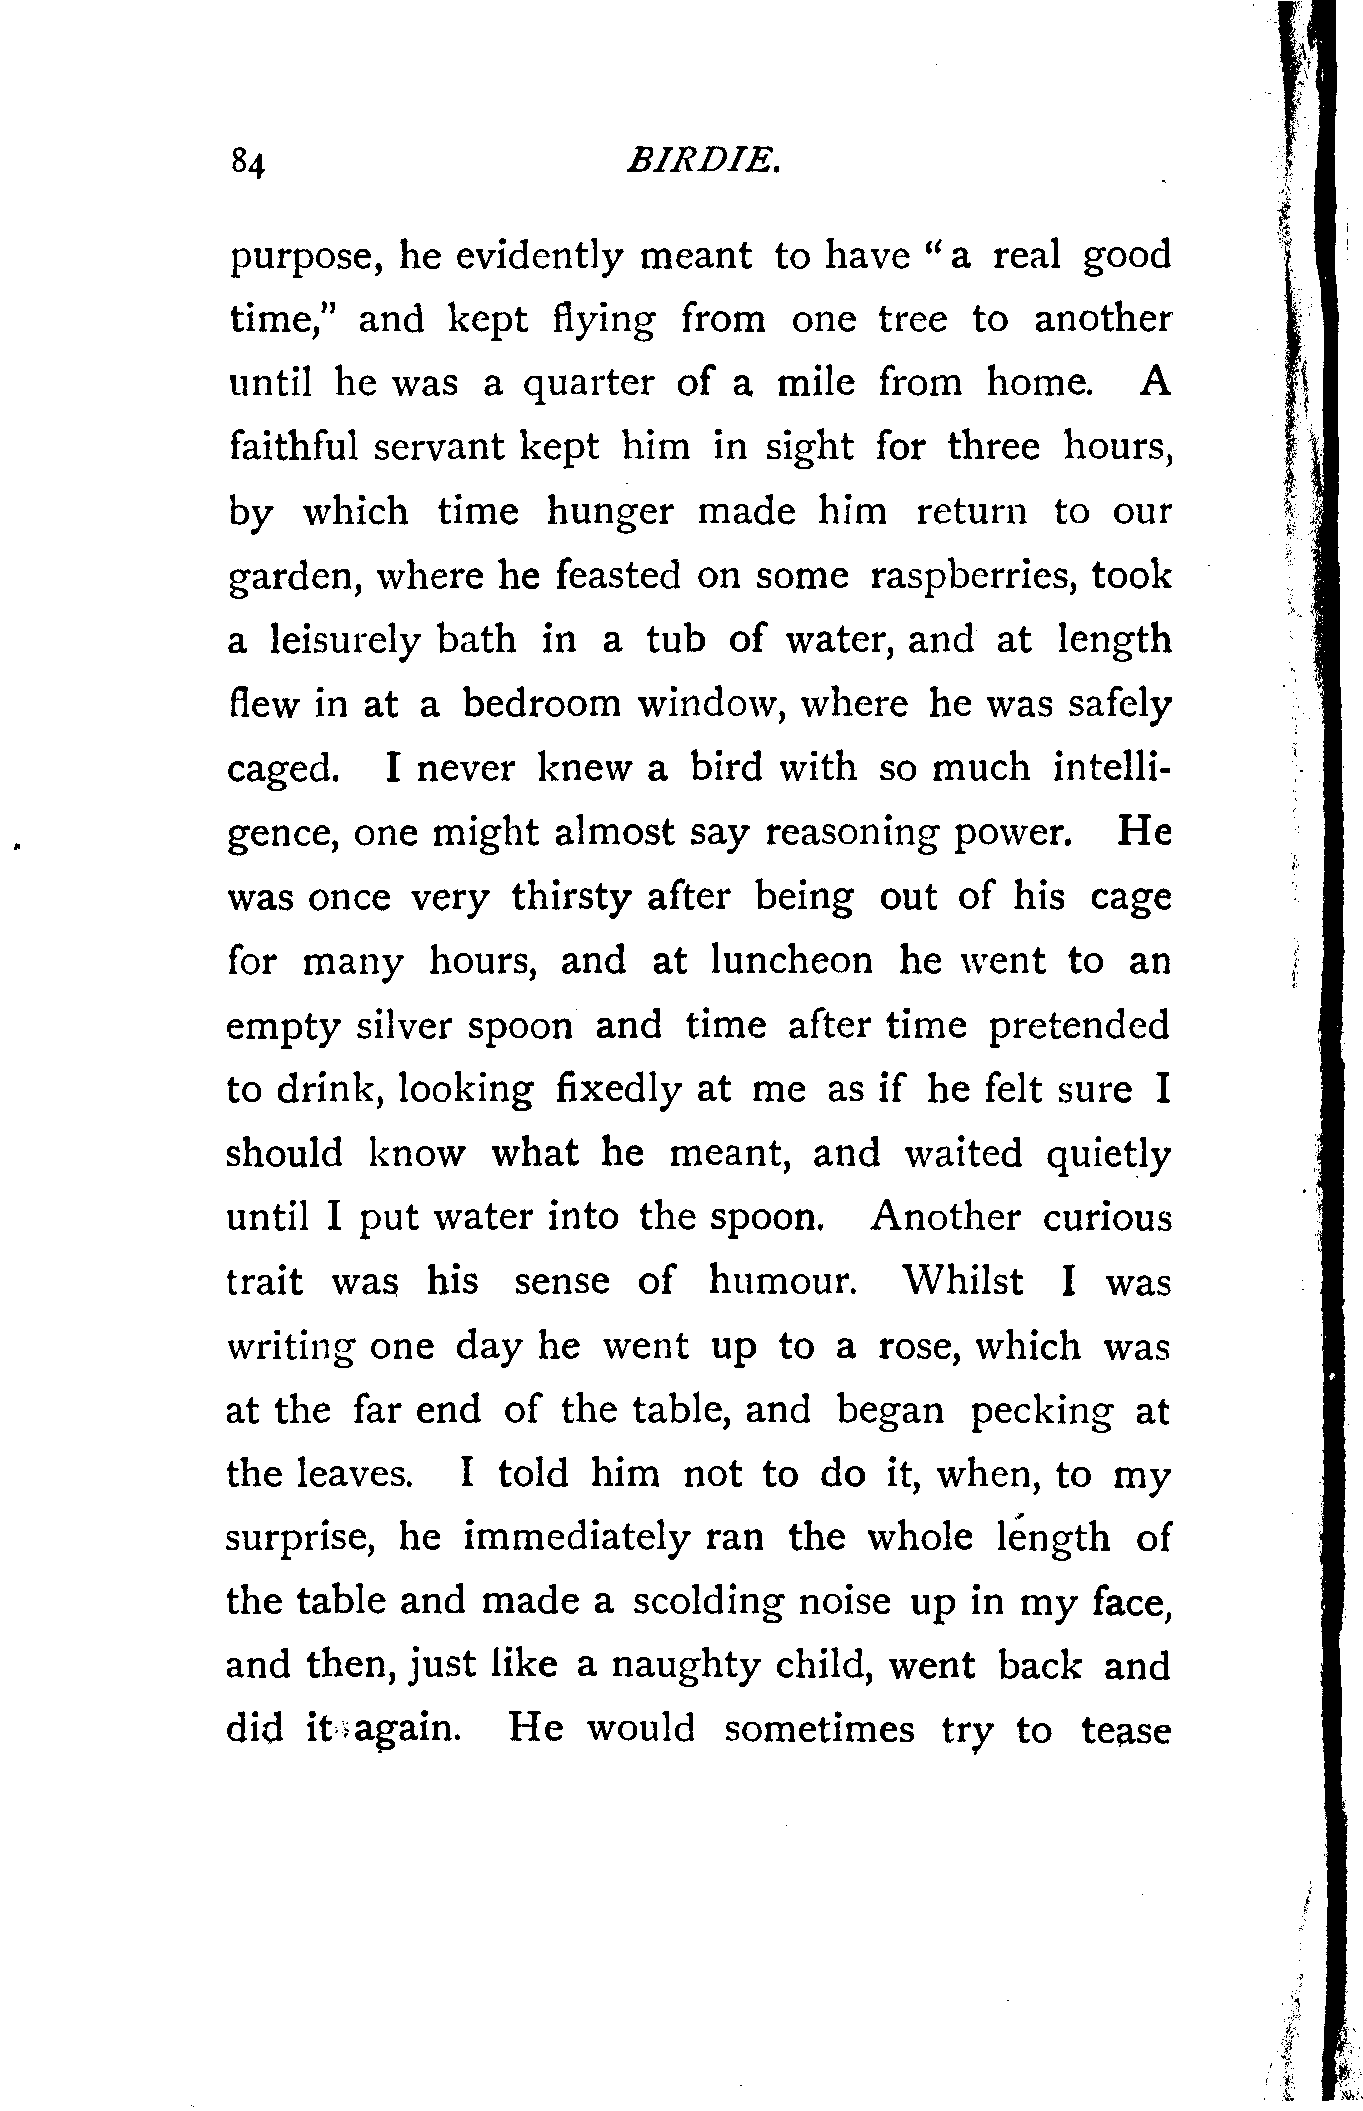 84 BIRDIE.
purpose, he evidently meant to have “ a real good
time,” and kept flying from one tree to another
until he was a quarter of a mile from home. A
faithful servant kept him in sight for three hours,
by which time hunger made him return to our
garden, where he feasted on some raspberries, took
a leisurely bath in a tub of water, and at length
flew in at a bedroom window, where he was safely
caged. I never knew a bird with so much intelli-
gence, one might almost say reasoning power. He
was once very thirsty after being out of his cage
for many hours, and at luncheon he went to an
empty silver spoon and time after time pretended
to drink, looking fixedly at me as if he felt sure I
should know what he meant, and waited quietly
until I put water into the spoon. Another curious
trait was his sense of humour. Whilst I was
writing one day he went up to a rose, which was
at the far end of the table, and began pecking at
the leaves. I told him not to do it, when, to my
surprise, he immediately ran the whole length of
the table and made a scolding noise up in my face,
and then, just like a naughty child, went back and
did it again. He would sometimes try to tease